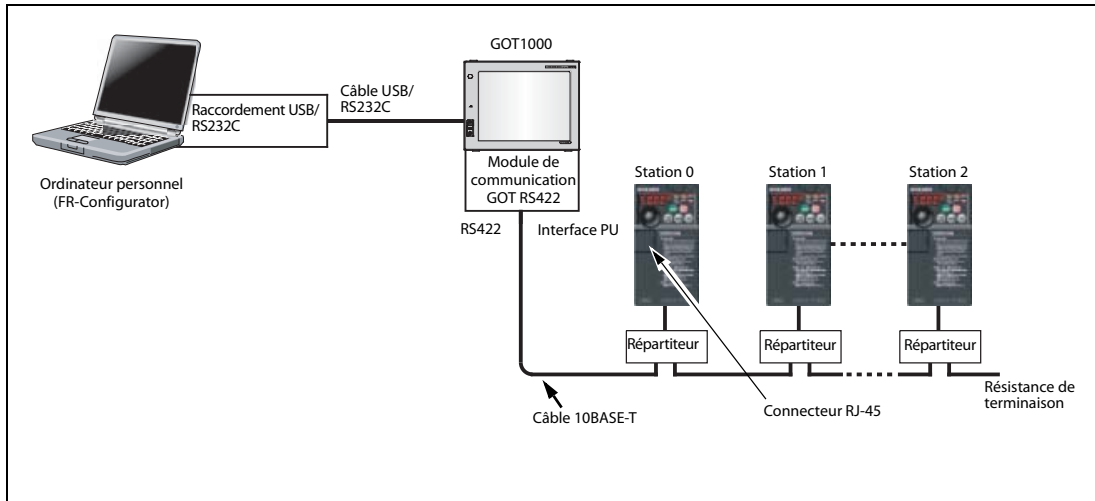 GOT1000
Câble USB/
RS232C
Raccordement USB/
RS232C
Ordinateur personnel
(FR-Configurator)
Module de
communication
GOT RS422
RS422
Interface PU
Station 0
Station 1
Station 2
Répartiteur
Répartiteur
Répartiteur
Câble 10BASE-T
Connecteur RJ-45
Résistance de
terminaison